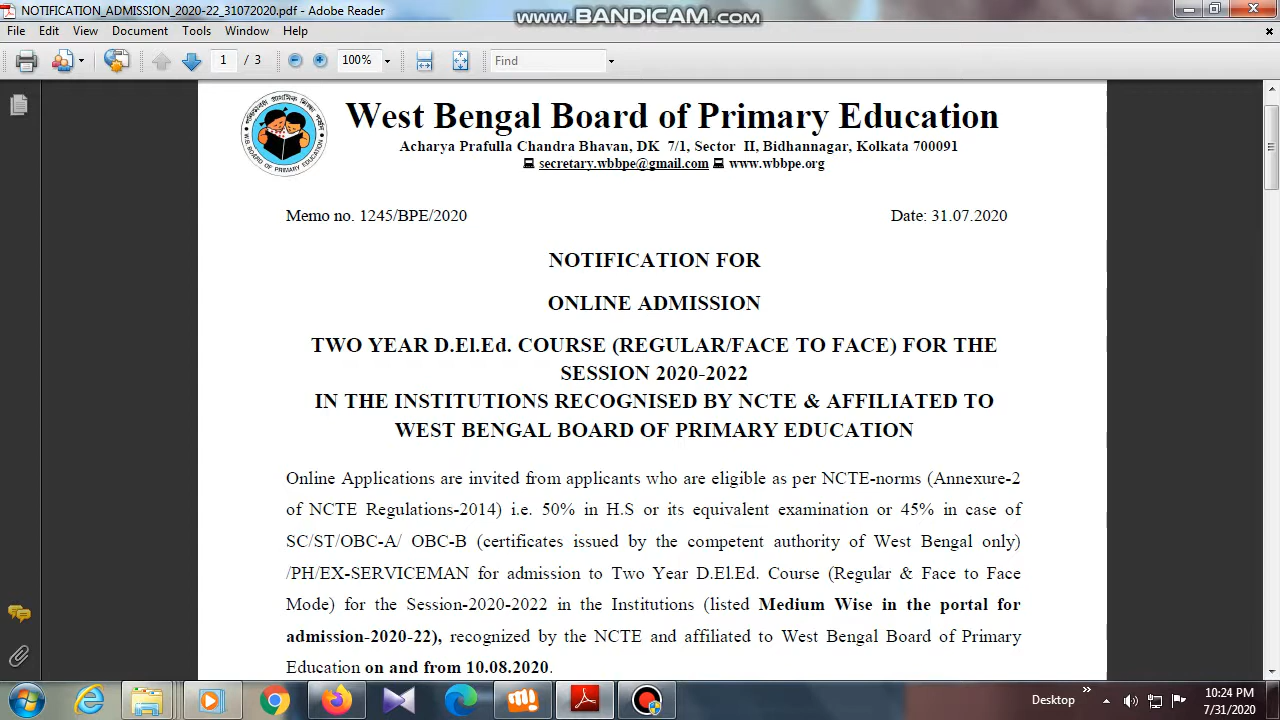 NOTIFICATION_ADMISSION_2020-22_31072020.pdf - Adobe Reader
www.BANDICAM.com
File Edit View Document Tools Window Help
1 / 3 100% Find
West Bengal Board of Primary Education
Acharya Prafulla Chandra Bhavan, DK 7/1, Sector II, Bidhannagar, Kolkata 700091
secretary.wbbpe@gmail.com www.wbbpe.org
Memo no. 1245/BPE/2020 Date: 31.07.2020
NOTIFICATION FOR
ONLINE ADMISSION
TWO YEAR D.El.Ed. COURSE (REGULAR/FACE TO FACE) FOR THE
SESSION 2020-2022
IN THE INSTITUTIONS RECOGNISED BY NCTE & AFFILIATED TO
WEST BENGAL BOARD OF PRIMARY EDUCATION
Online Applications are invited from applicants who are eligible as per NCTE-norms (Annexure-2
of NCTE Regulations-2014) i.e. 50% in H.S or its equivalent examination or 45% in case of
SC/ST/OBC-A/ OBC-B (certificates issued by the competent authority of West Bengal only)
/PH/EX-SERVICEMAN for admission to Two Year D.El.Ed. Course (Regular & Face to Face
Mode) for the Session-2020-2022 in the Institutions (listed Medium Wise in the portal for
admission-2020-22), recognized by the NCTE and affiliated to West Bengal Board of Primary
Education on and from 10.08.2020.
Desktop » 10:24 PM
7/31/2020